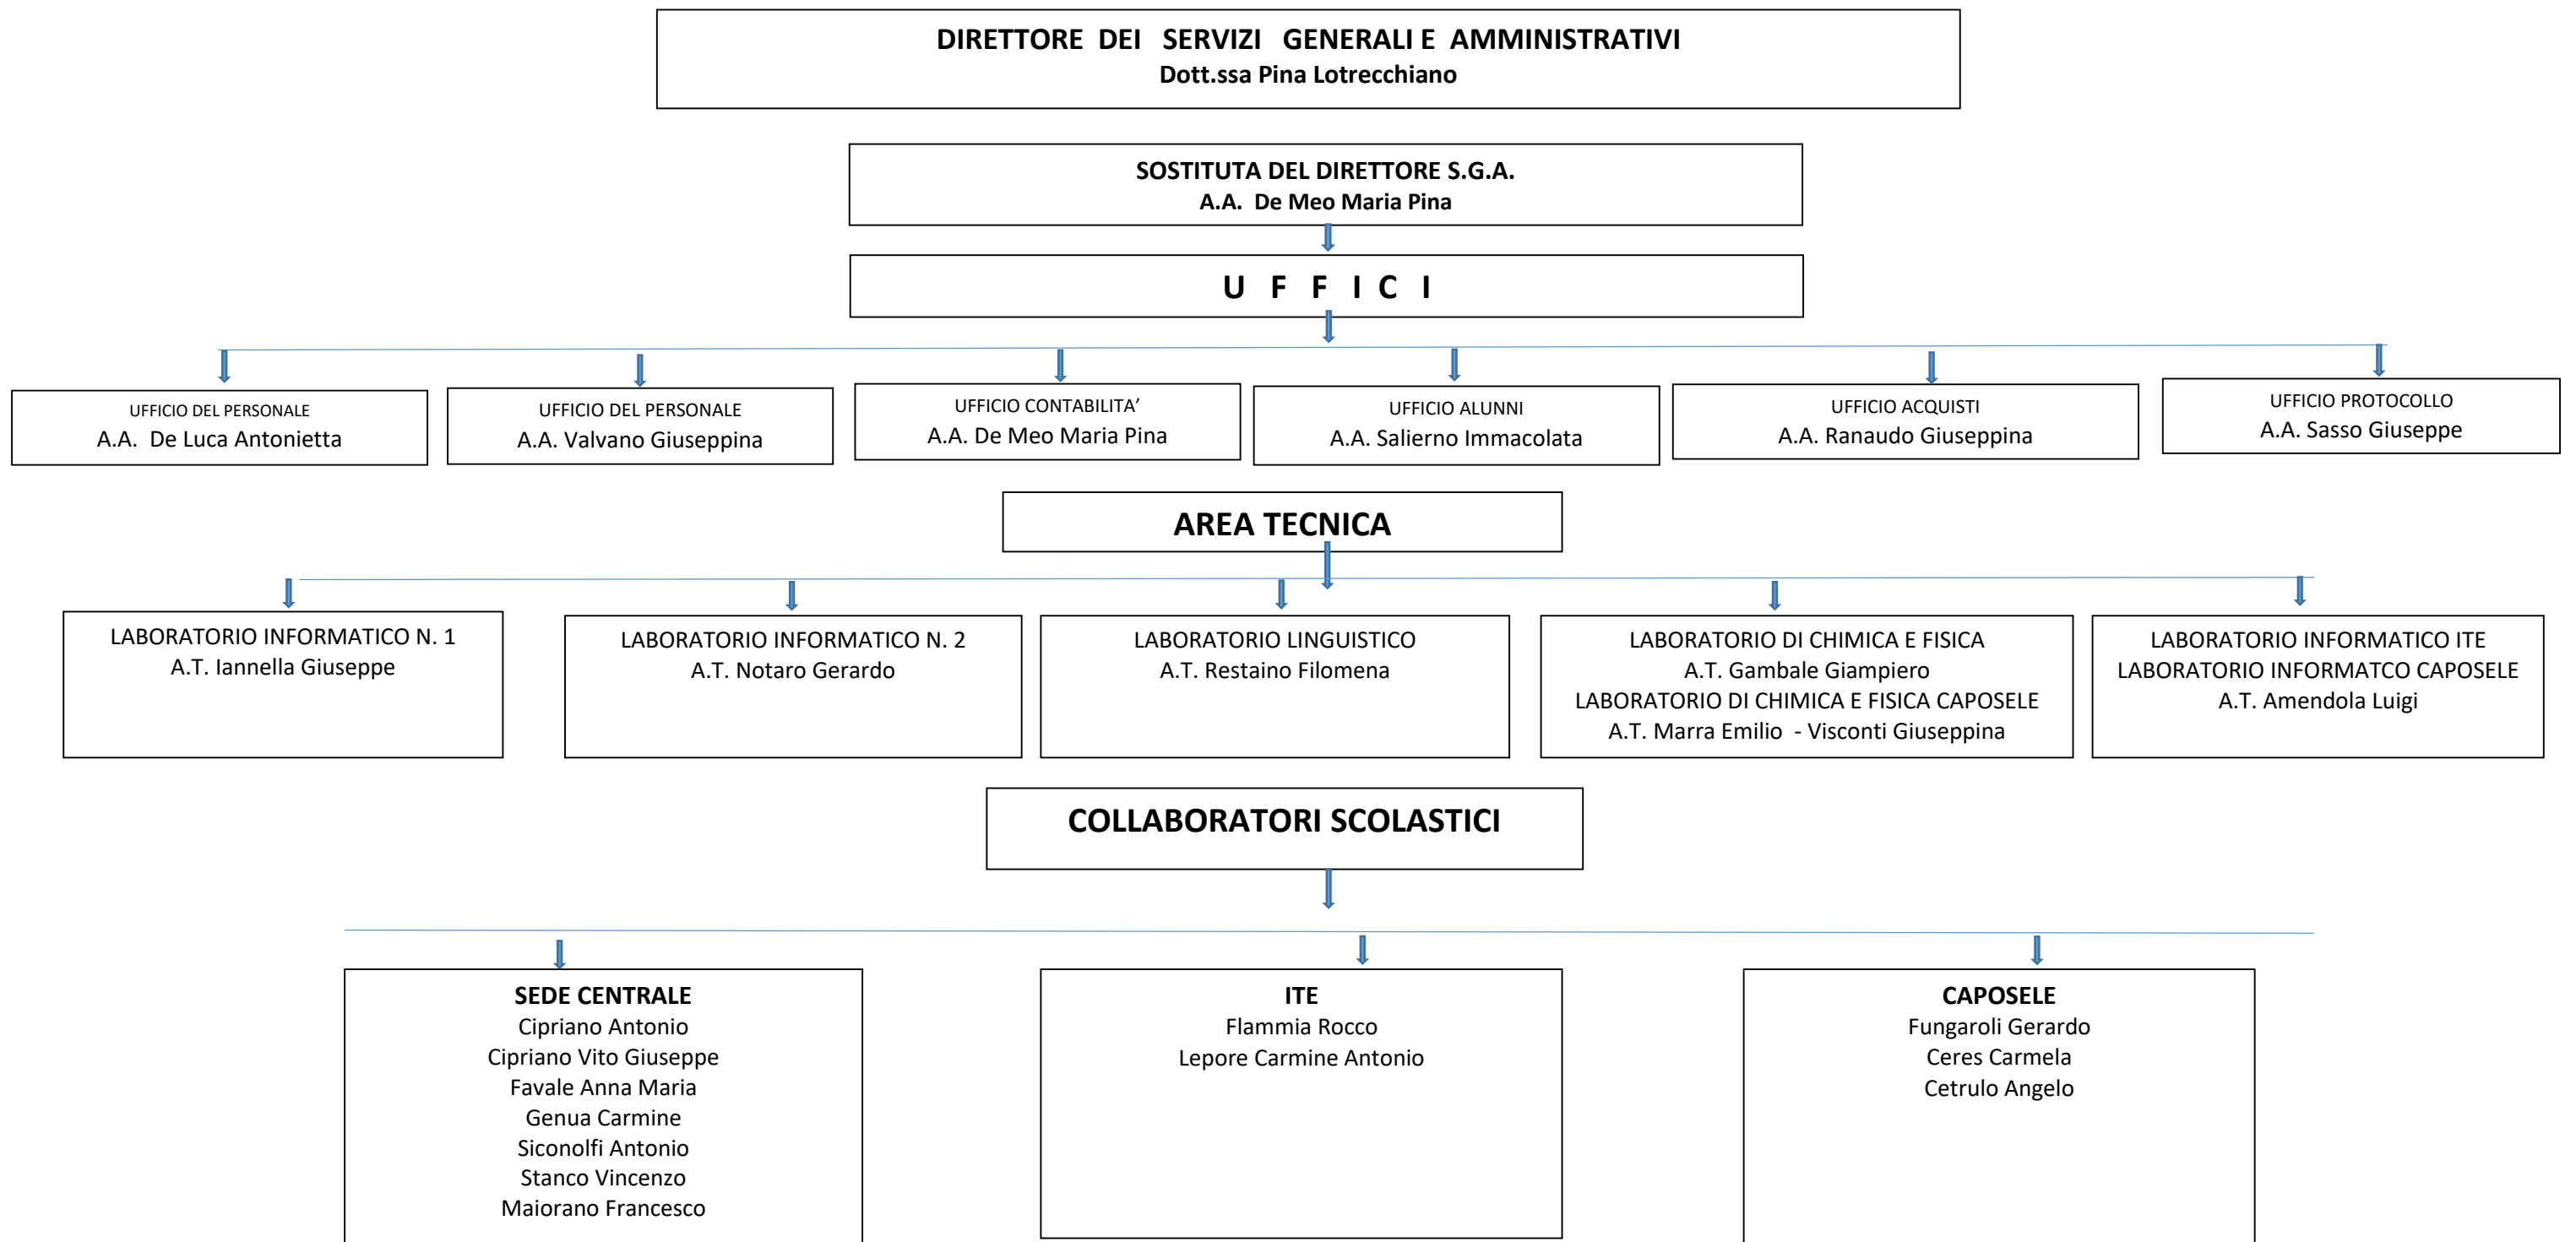 DIRETTORE DEI SERVIZI GENERALI E AMMINISTRATIVI
Dott.ssa Pina Lotrecchiano
SOSTITUTA DEL DIRETTORE S.G.A.
A.A. De Meo Maria Pina
U F F I C I
UFFICIO DEL PERSONALE
A.A. De Luca Antonietta
UFFICIO DEL PERSONALE
A.A. Valvano Giuseppina
UFFICIO CONTABILITA’
A.A. De Meo Maria Pina
UFFICIO ALUNNI
A.A. Salierno Immacolata
UFFICIO ACQUISTI
A.A. Ranaudo Giuseppina
UFFICIO PROTOCOLLO
A.A. Sasso Giuseppe
AREA TECNICA
LABORATORIO INFORMATICO N. 1
A.T. Iannella Giuseppe
LABORATORIO INFORMATICO N. 2
A.T. Notaro Gerardo
LABORATORIO LINGUISTICO
A.T. Restaino Filomena
LABORATORIO DI CHIMICA E FISICA
A.T. Gambale Giampiero
LABORATORIO DI CHIMICA E FISICA CAPOSELE
A.T. Marra Emilio - Visconti Giuseppina
LABORATORIO INFORMATICO ITE
LABORATORIO INFORMATCO CAPOSELE
A.T. Amendola Luigi
COLLABORATORI SCOLASTICI
SEDE CENTRALE
Cipriano Antonio
Cipriano Vito Giuseppe
Favale Anna Maria
Genua Carmine
Siconolfi Antonio
Stanco Vincenzo
Maiorano Francesco
ITE
Flammia Rocco
Lepore Carmine Antonio
CAPOSELE
Fungaroli Gerardo
Ceres Carmela
Cetrulo Angelo